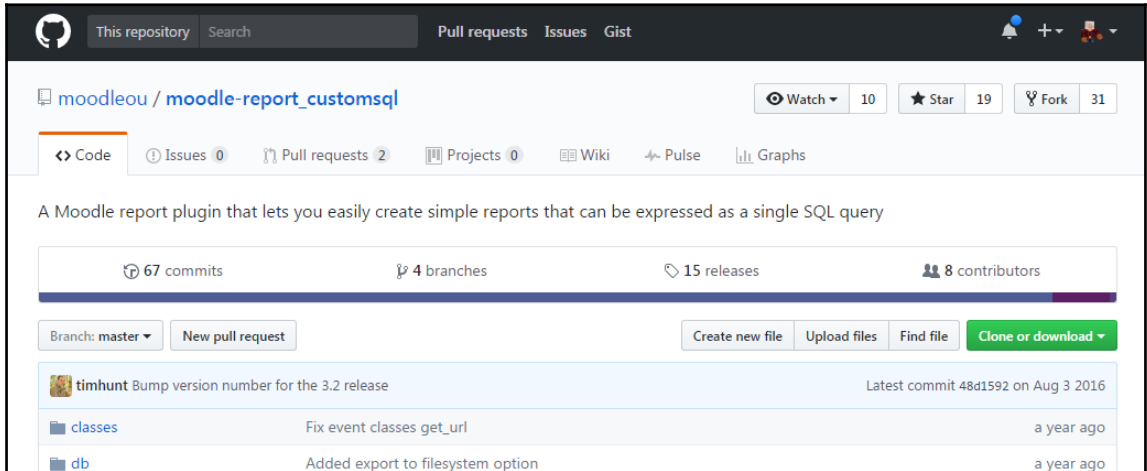 This repository Search Pull requests Issues Gist
moodleou / moodle-report_customsql Watch 10 Star 19 Fork 31
Code Issues 0 Pull requests 2 Projects 0 Wiki Pulse Graphs
A Moodle report plugin that lets you easily create simple reports that can be expressed as a single SQL query
67 commits 4 branches 15 releases 8 contributors
Branch: master New pull request Create new file Upload files Find file Clone or download
timhunt Bump version number for the 3.2 release Latest commit 48d1592 on Aug 3 2016
classes Fix event classes get_url a year ago
db Added export to filesystem option a year ago